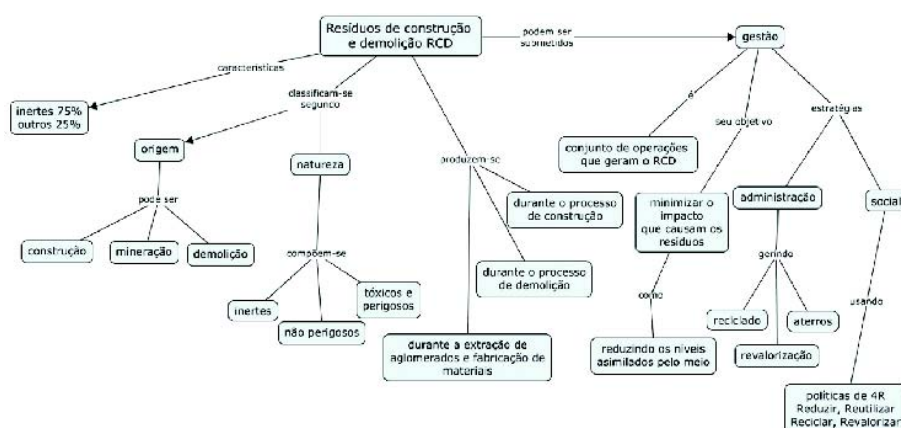 Resíduos de construção
e demolição RCD
podem ser
submetidos
gestão
características
classificam-se
segundo
é
estratégias
inertes 75%
outros 25%
seu objetivo
origem
conjunto de operações
que geram o RCD
natureza
produzem-se
durante o processo
de construção
minimizar o
impacto
que causam os
resíduos
administração
social
pode ser
construção
mineração
demolição
compõem-se
durante o processo
de demolição
gerindo
tóxicos e
perigosos
como
usando
inertes
não perigosos
reciclado
aterros
durante a extração de
aglomerados e fabricação de
materiais
reduzindo os níveis
asimilados pelo meio
revalorização
políticas de 4R
Reduzir, Reutilizar
Reciclar, Revalorizar